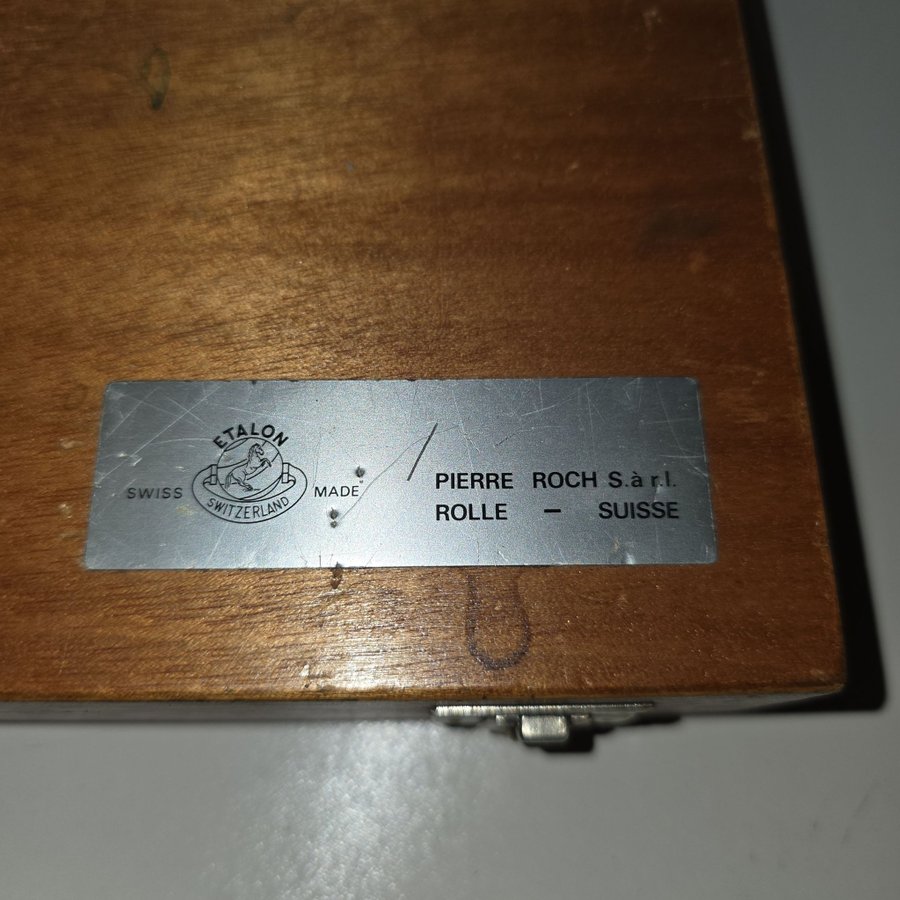 ETALON
SWITZERLAND
SWISS MADE
PIERRE ROCH S.à r.l.
ROLLE – SUISSE